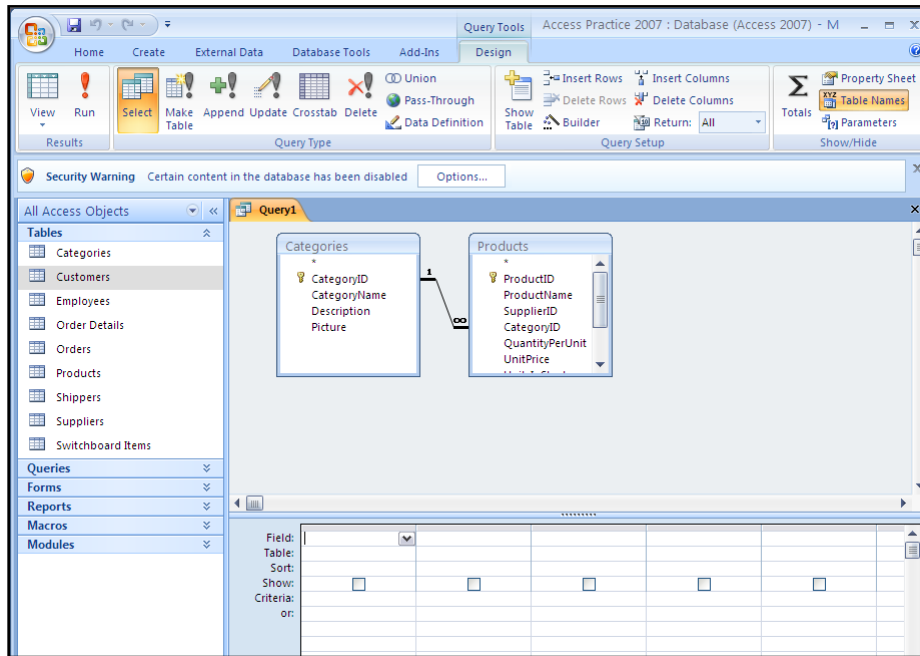 Query Tools Access Practice 2007 : Database (Access 2007) - M
Home Create External Data Database Tools Add-Ins Design
View Run Select Make Table Append Update Crosstab Delete
Union
Pass-Through
Data Definition
Show Table
Insert Rows Insert Columns
Delete Rows Delete Columns
Builder Return: All
Totals
Property Sheet
XYZ Table Names
[?] Parameters
Results Query Type Query Setup Show/Hide
Security Warning Certain content in the database has been disabled Options...
All Access Objects « Query1
Tables
Categories
Customers
Employees
Order Details
Orders
Products
Shippers
Suppliers
Switchboard Items
Queries
Forms
Reports
Macros
Modules
Categories
*
CategoryID
CategoryName
Description
Picture
1
∞
Products
*
ProductID
ProductName
SupplierID
CategoryID
QuantityPerUnit
UnitPrice
Field:
Table:
Sort:
Show:
Criteria:
or: